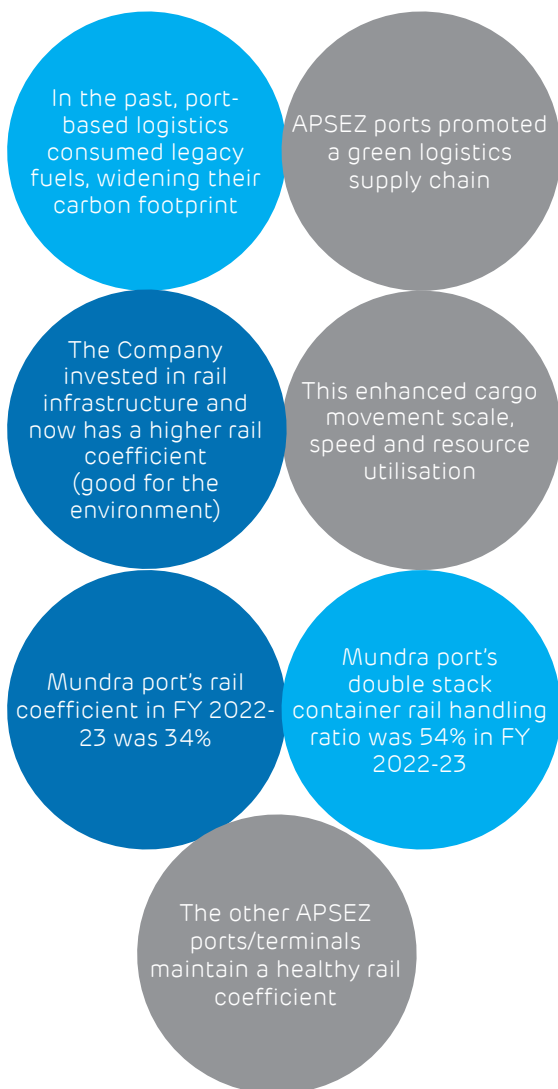 In the past, port-
based logistics
consumed legacy
fuels, widening their
carbon footprint
APSEZ ports promoted
a green logistics
supply chain
The Company
invested in rail
infrastructure and
now has a higher rail
coefficient
(good for the
environment)
This enhanced cargo
movement scale,
speed and resource
utilisation
Mundra port's rail
coefficient in FY 2022-
23 was 34%
Mundra port's
double stack
container rail handling
ratio was 54% in FY
2022-23
The other APSEZ
ports/terminals
maintain a healthy rail
coefficient